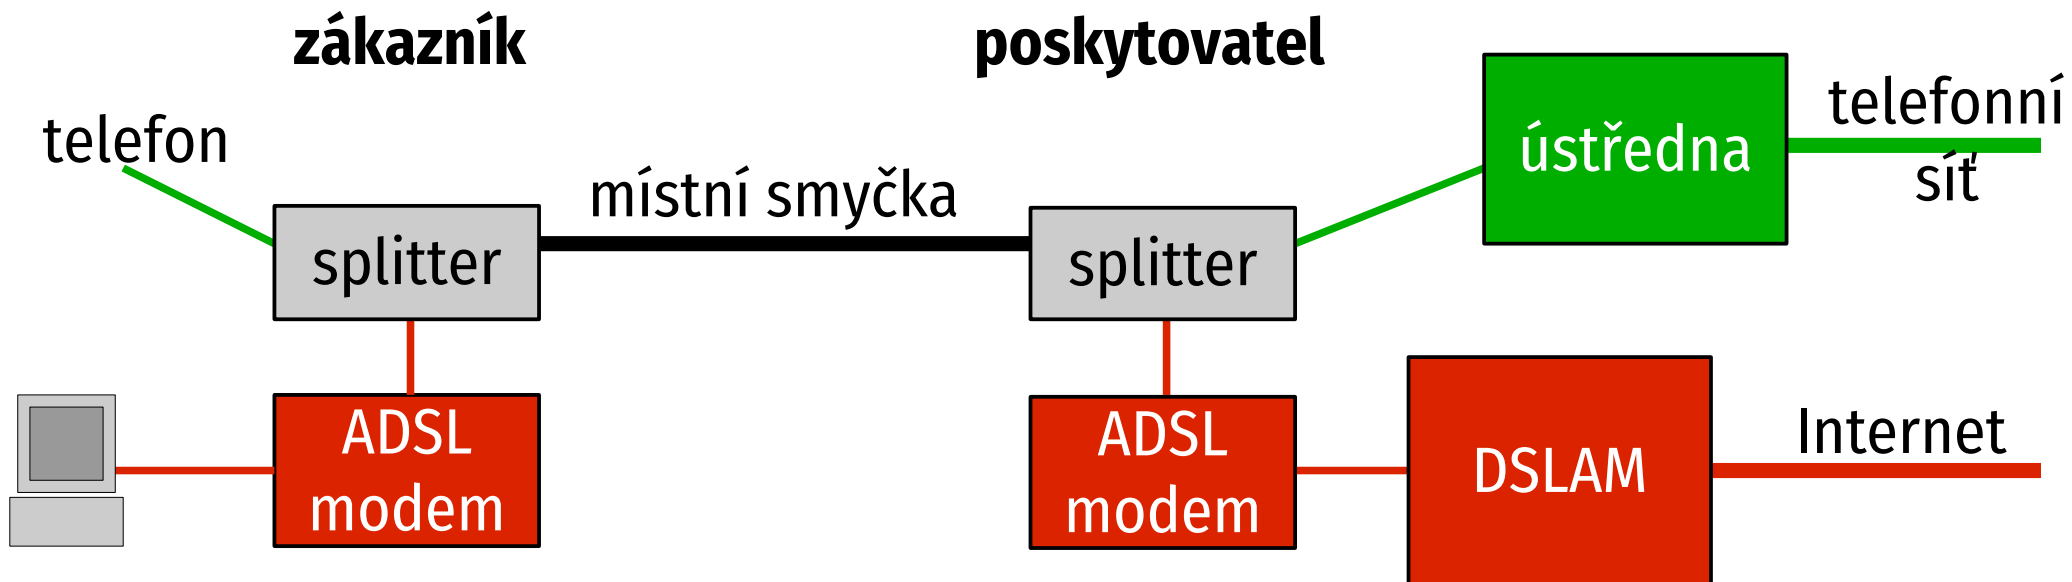 zákazník
poskytovatel
telefon
místní smyčka
splitter
splitter
ústředna
telefonní
síť
ADSL
modem
ADSL
modem
DSLAM
Internet